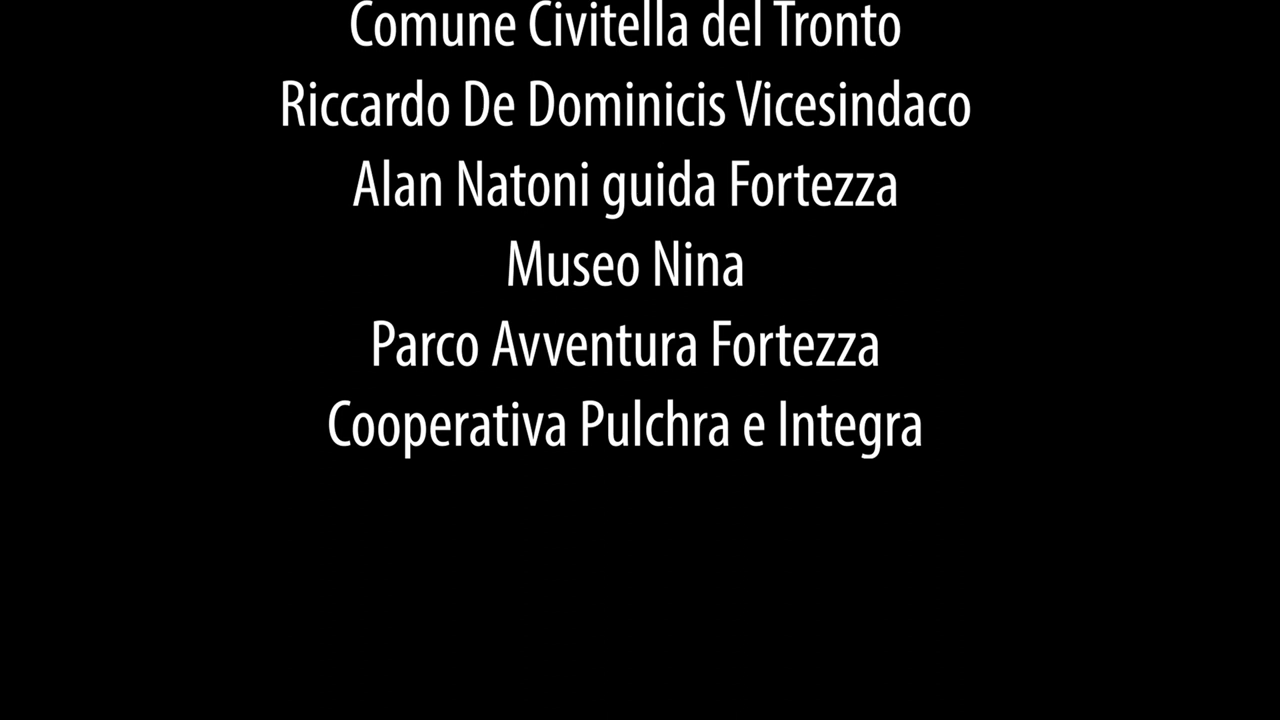 Comune Civitella del Tronto
Riccardo De Dominicis Vicesindaco
Alan Natoni guida Fortezza
Museo Nina
Parco Avventura Fortezza
Cooperativa Pulchra e Integra